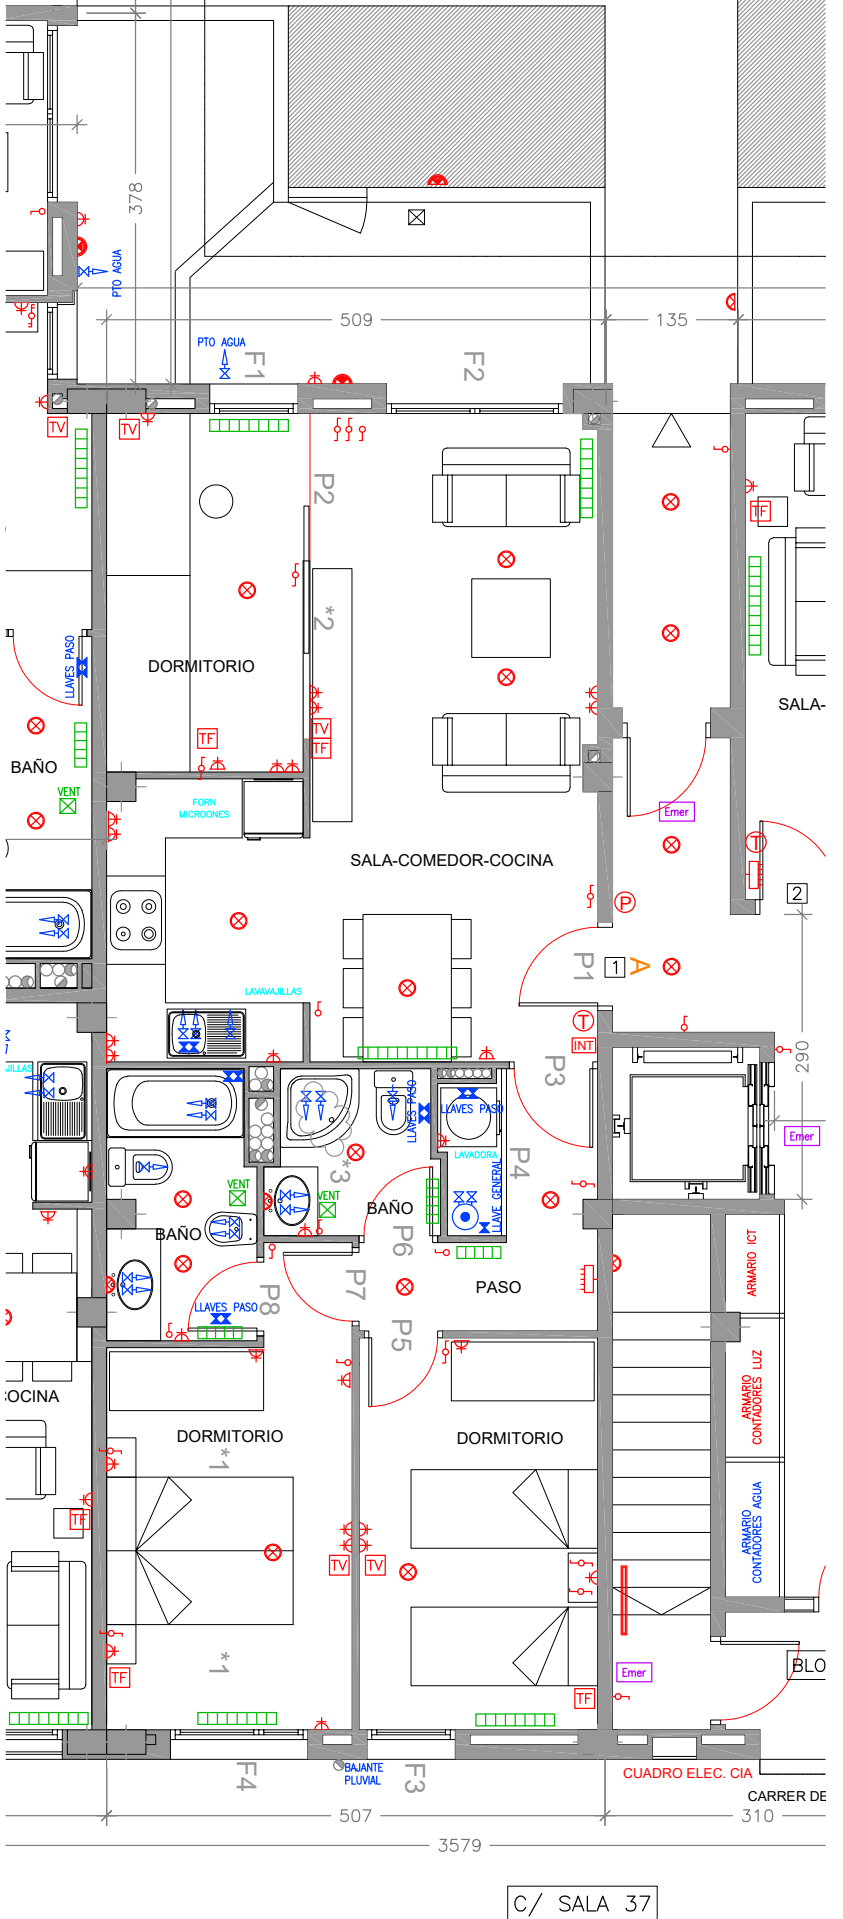 378
PTO AGUA
509
135
PTO AGUA
F1
F2
TV
TV
P2
TF
LLAVES PASO
*2
DORMITORIO
TF
TV
TF
SALA-
BAÑO
VENT
FORN
MICROONES
Emer
T
SALA-COMEDOR-COCINA
2
P
P1
1
A
LAVAVAJILLAS
T
INT
290
JILLAS
P3
Emer
LLAVES PASO
LLAVES PASO
LAVADORA
P4
*3
LLAVE GENERAL
VENT
VENT
BAÑO
BAÑO
P6
ARMARIO ICT
P7
P8
PASO
LLAVES PASO
P5
ARMARIO
CONTADORES LUZ
COCINA
DORMITORIO
*1
DORMITORIO
TF
ARMARIO
CONTADORES AGUA
TV
TV
*1
TF
Emer
BLO
TF
F4
BAJANTE
PLUVIAL
F3
CUADRO ELEC. CIA
CARRER DE
507
310
3579
C/ SALA 37